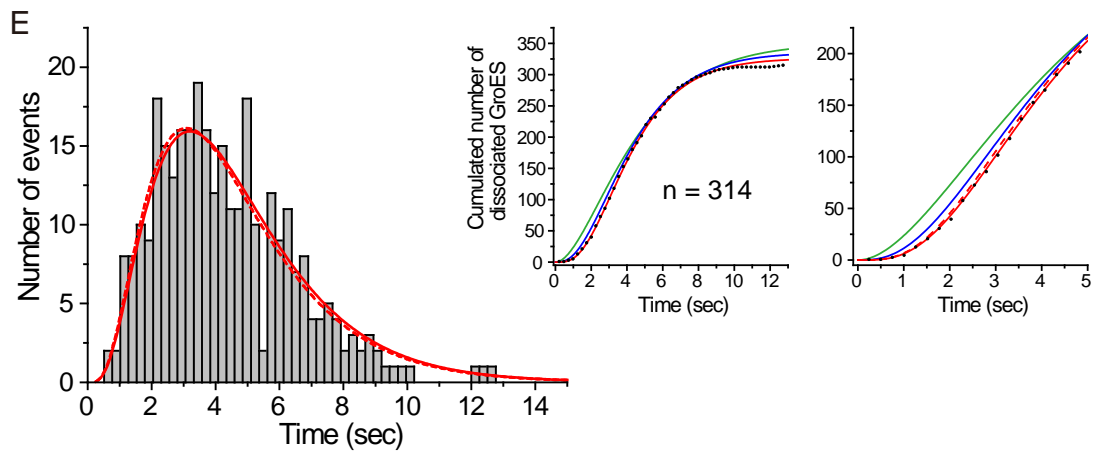 E
Number of events
20
15
10
5
0
0 2 4 6 8 10 12 14
Time (sec)
Cumulated number of
dissociated GroES
350
300
250
200
150
100
50
0
n = 314
0 2 4 6 8 10 12
Time (sec)
200
150
100
50
0
0 1 2 3 4 5
Time (sec)